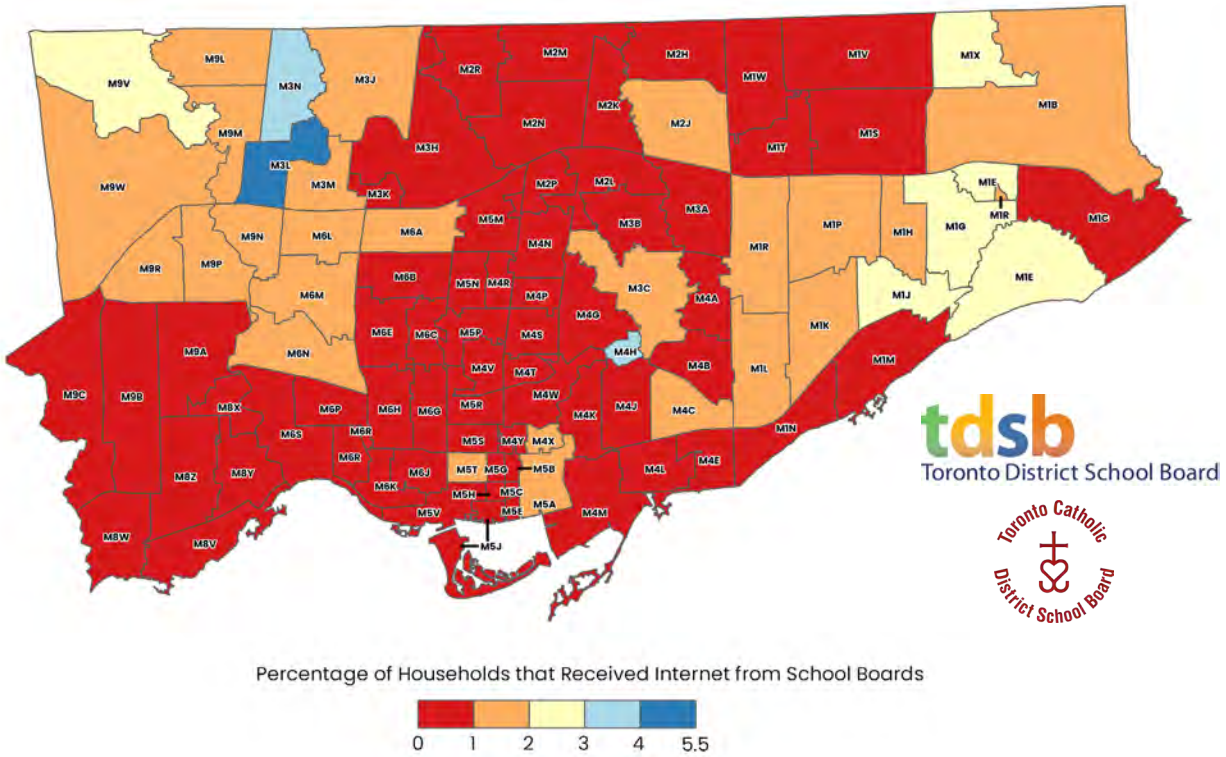 M9V
M9L
M3N
M3J
M2R
M2M
M2H
M1W
M1V
M1X
M1B
M9M
M2N
M2K
M2J
M1T
M1S
M9W
M3L
M3M
M3H
M3K
M2P
M2L
M3A
M1E
M1R
M1C
M9N
M6L
M6A
M5M
M4N
M3B
M1R
M1P
M1H
M1G
M1E
M9R
M9P
M6M
M6B
M5N
M4R
M4P
M3C
M4A
M1J
M4G
M1K
M9A
M6N
M6E
M6C
M5P
M4S
M4H
M4B
M1L
M1M
M9C
M9B
M8X
M4V
M4T
M4W
M6P
M6H
M6G
M5R
M4K
M4J
M4C
M1N
M6S
M6R
M5S
M4Y
M4X
M8Z
M8Y
M6R
M6K
M6J
M5T
M5G
M5B
M4L
M4E
M5H
M5C
M5V
M5E
M5A
M4M
M8W
M8V
M5J
tdsb
Toronto District School Board
Toronto Catholic
District School Board
Percentage of Households that Received Internet from School Boards
0 1 2 3 4 5.5